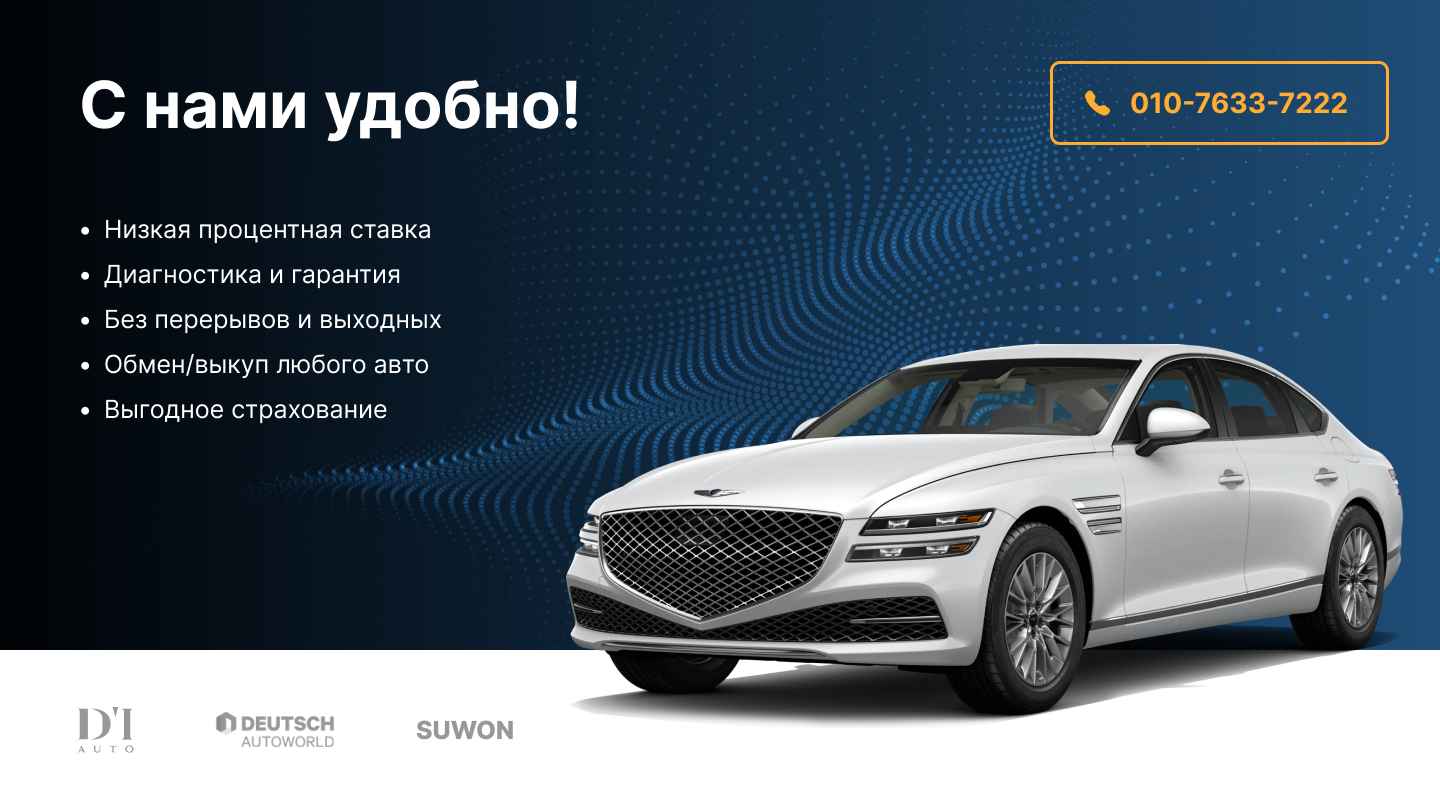 С нами удобно!
010-7633-7222
• Низкая процентная ставка
• Диагностика и гарантия
• Без перерывов и выходных
• Обмен/выкуп любого авто
• Выгодное страхование
D'I
AUTO
DEUTSCH
AUTOWORLD
SUWON